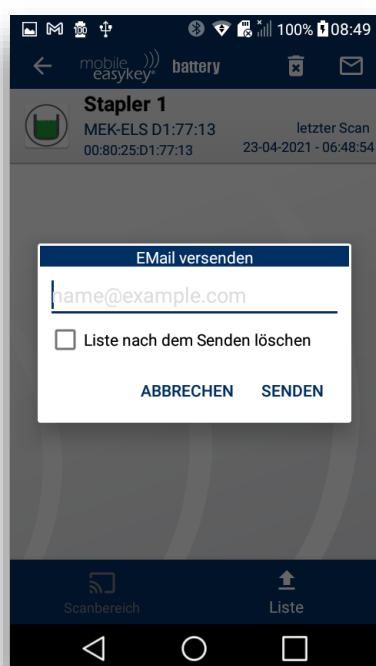 100% 08:49
mobile easykey® battery
Stapler 1
MEK-ELS D1:77:13 letzter Scan
00:80:25:D1:77:13 23-04-2021 - 06:48:54
EMail versenden
name@example.com
Liste nach dem Senden löschen
ABBRECHEN SENDEN
Scanbereich Liste